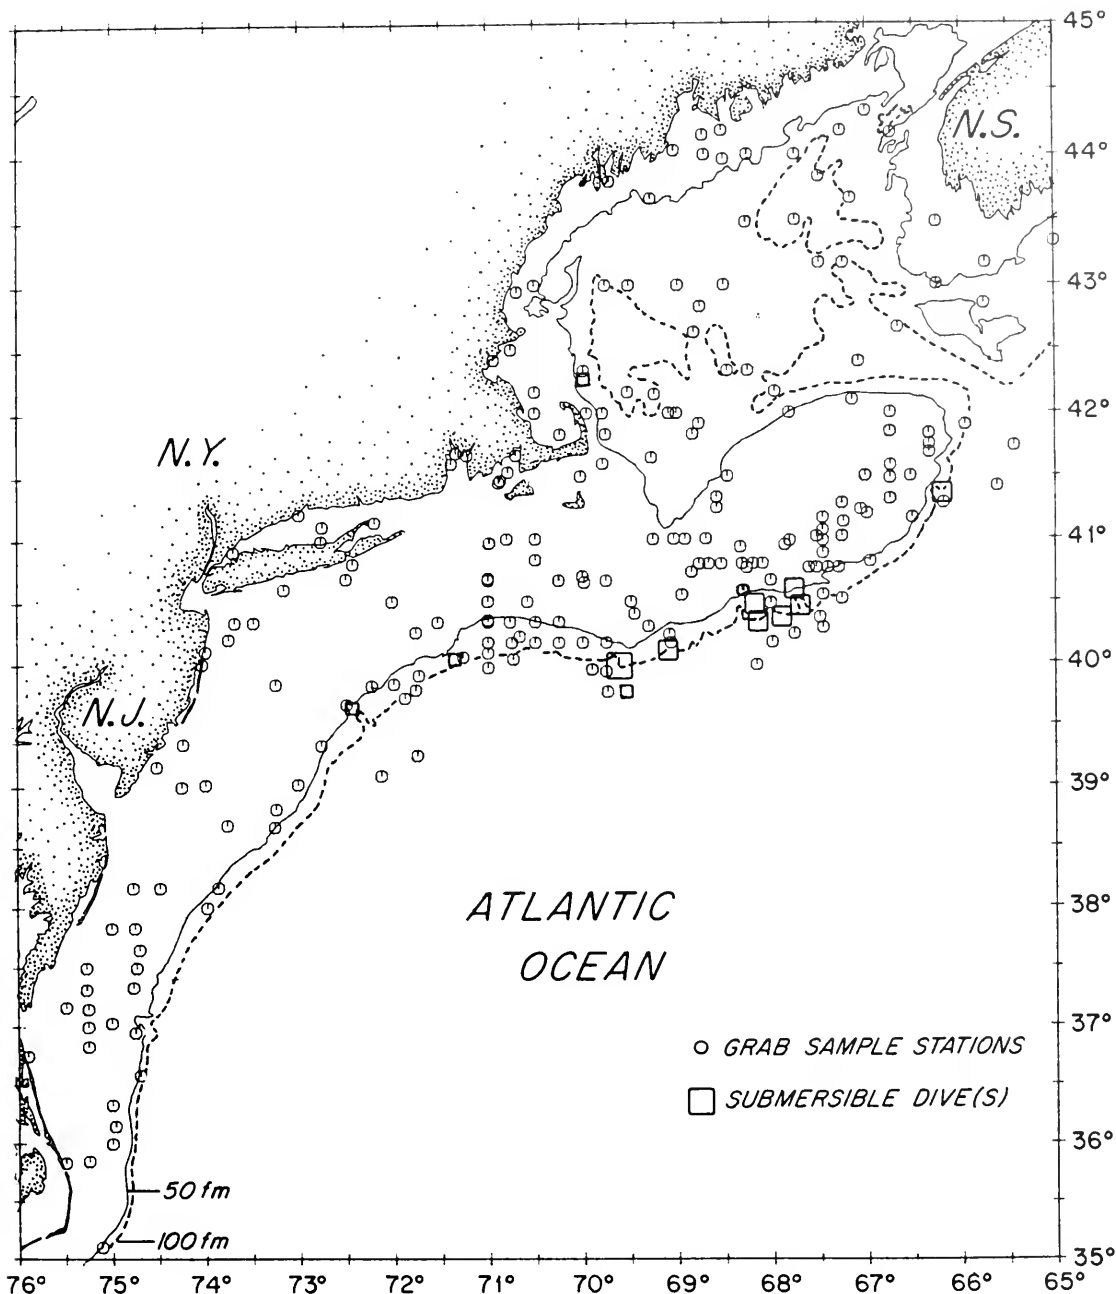 45°
N.S.
44°
43°
42°
N.Y.
41°
40°
N.J.
39°
ATLANTIC
OCEAN
38°
37°
GRAB SAMPLE STATIONS
SUBMERSIBLE DIVE(S)
36°
50 fm
100 fm
35°
76° 75° 74° 73° 72° 71° 70° 69° 68° 67° 66° 65°